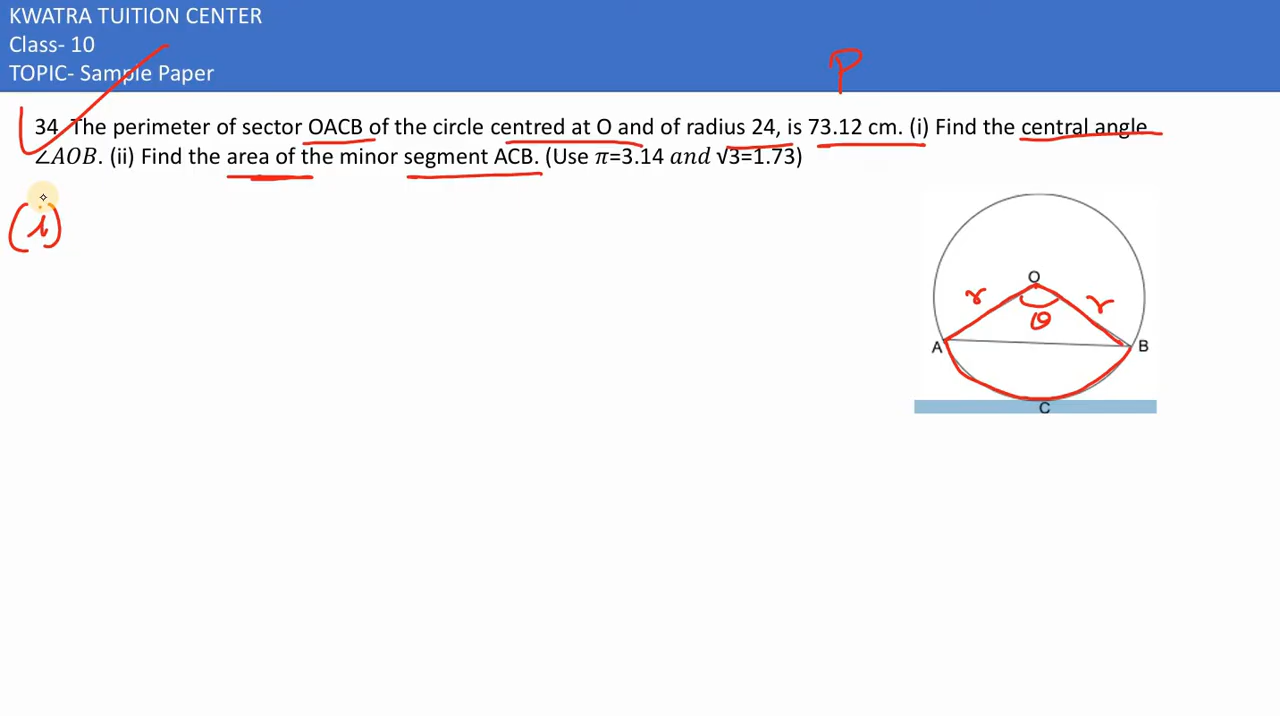 KWATRA TUITION CENTER
Class- 10
TOPIC- Sample Paper
P
34. The perimeter of sector OACB of the circle centred at O and of radius 24, is 73.12 cm. (i) Find the central angle
∠AOB. (ii) Find the area of the minor segment ACB. (Use π=3.14 and √3=1.73)
(i)
O
r r
θ
A B
C